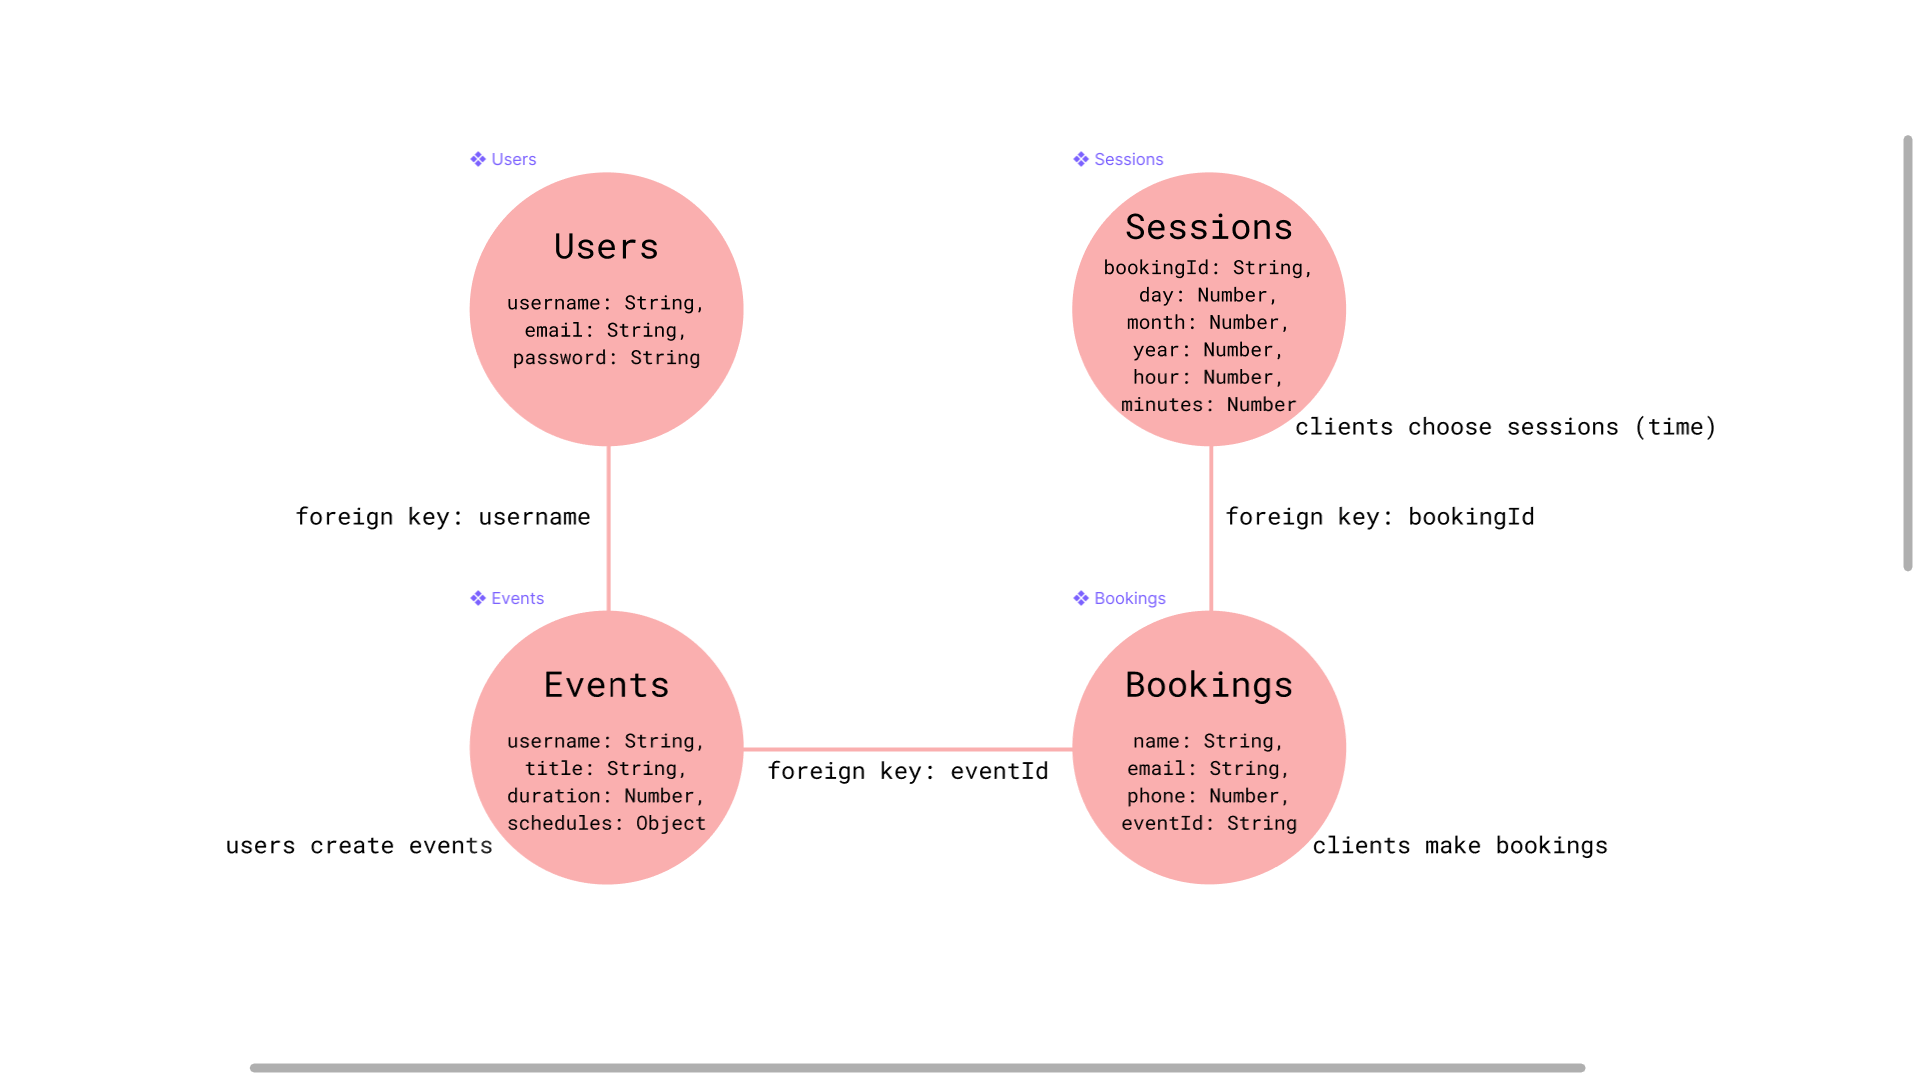 Users
Users
username: String,
email: String,
password: String
Sessions
Sessions
bookingId: String,
day: Number,
month: Number,
year: Number,
hour: Number,
minutes: Number
clients choose sessions (time)
foreign key: username
foreign key: bookingId
Events
Events
username: String,
title: String,
duration: Number,
schedules: Object
users create events
foreign key: eventId
Bookings
Bookings
name: String,
email: String,
phone: Number,
eventId: String
clients make bookings